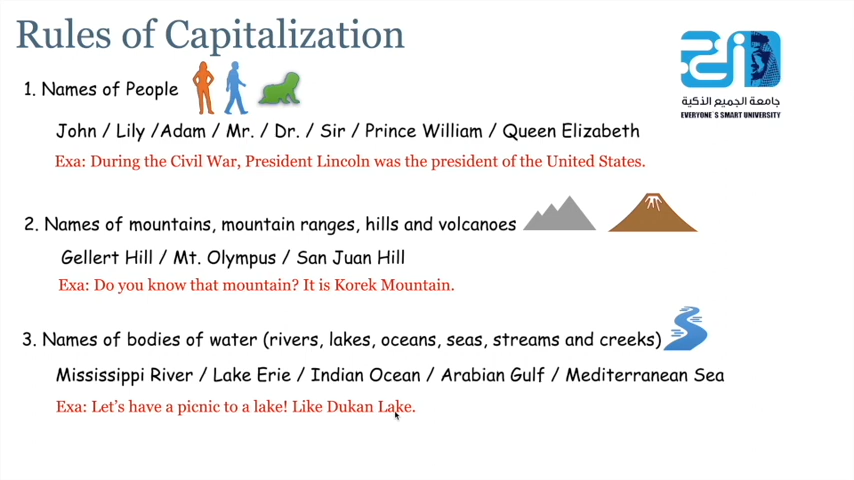 Rules of Capitalization
جامعة الجميع الذكية
EVERYONE`S SMART UNIVERSITY
1. Names of People
John / Lily /Adam / Mr. / Dr. / Sir / Prince William / Queen Elizabeth
Exa: During the Civil War, President Lincoln was the president of the United States.
2. Names of mountains, mountain ranges, hills and volcanoes
Gellert Hill / Mt. Olympus / San Juan Hill
Exa: Do you know that mountain? It is Korek Mountain.
3. Names of bodies of water (rivers, lakes, oceans, seas, streams and creeks)
Mississippi River / Lake Erie / Indian Ocean / Arabian Gulf / Mediterranean Sea
Exa: Let’s have a picnic to a lake! Like Dukan Lake.